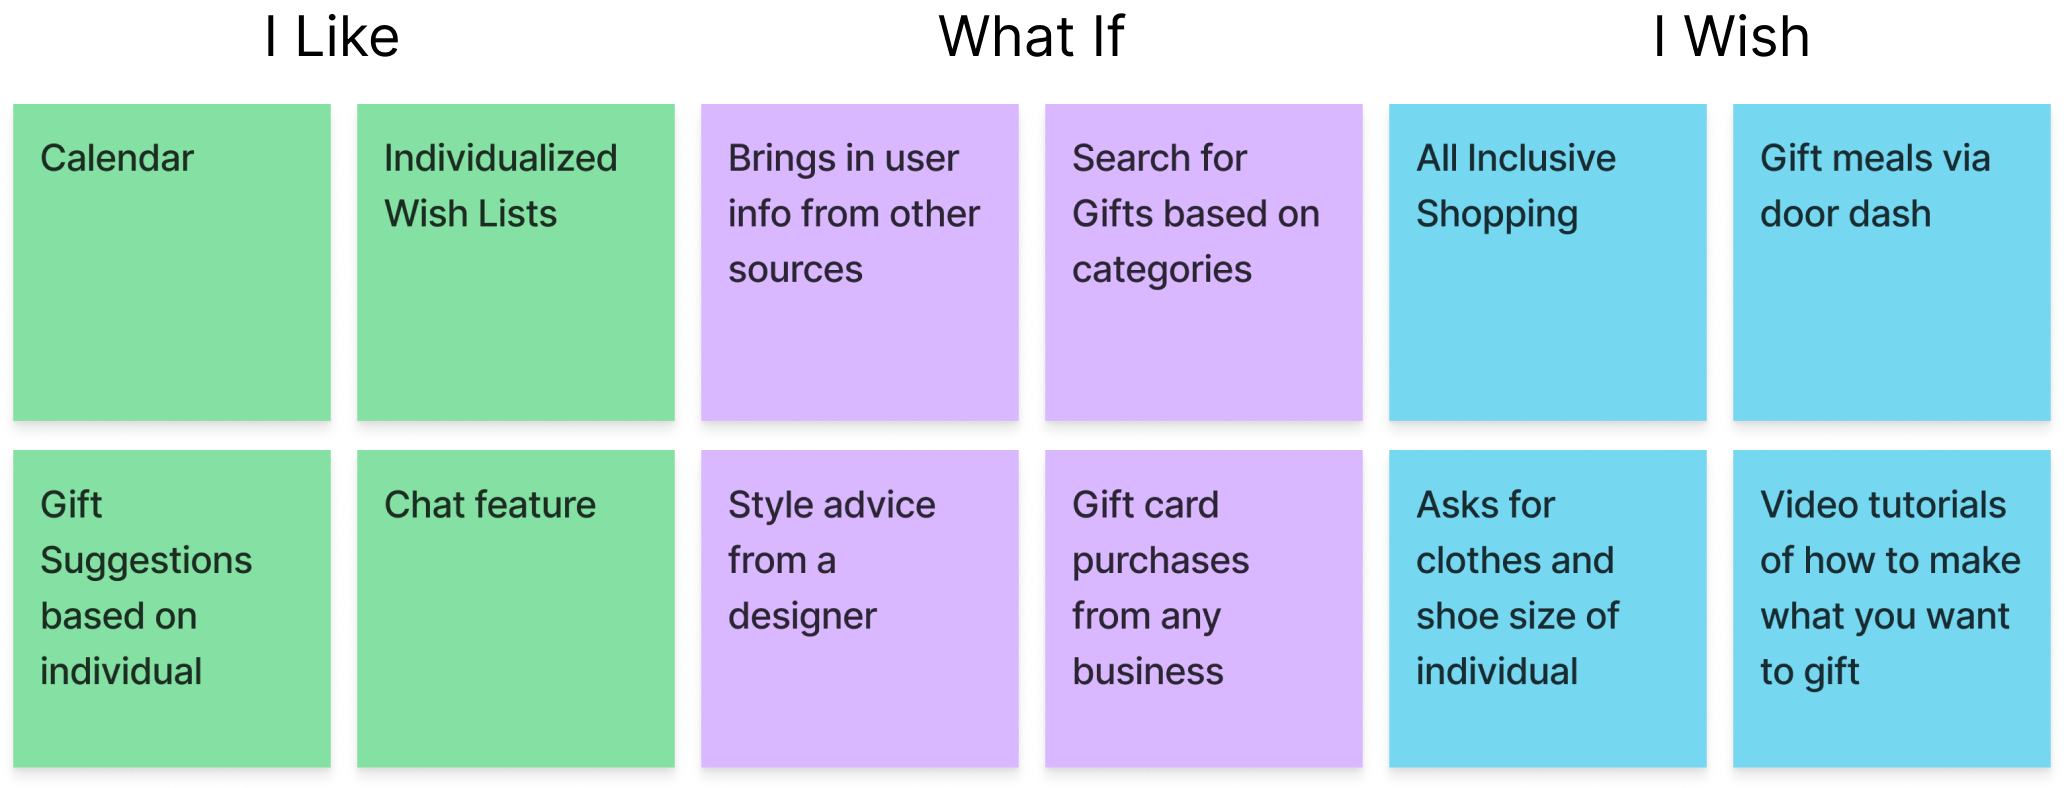 I Like
What If
I Wish
Calendar
Individualized
Wish Lists
Brings in user
info from other
sources
Search for
Gifts based on
categories
All Inclusive
Shopping
Gift meals via
door dash
Gift
Suggestions
based on
individual
Chat feature
Style advice
from a
designer
Gift card
purchases
from any
business
Asks for
clothes and
shoe size of
individual
Video tutorials
of how to make
what you want
to gift